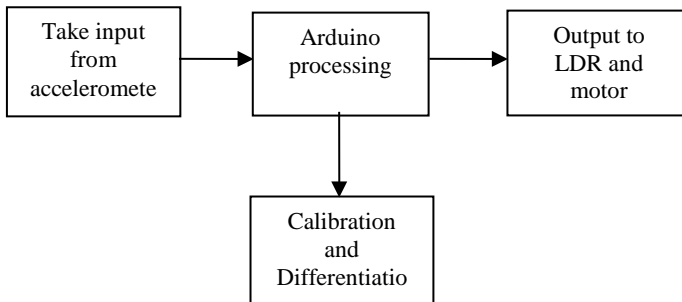 Take input
from
acceleromete
Arduino
processing
Output to
LDR and
motor
Calibration
and
Differentiatio